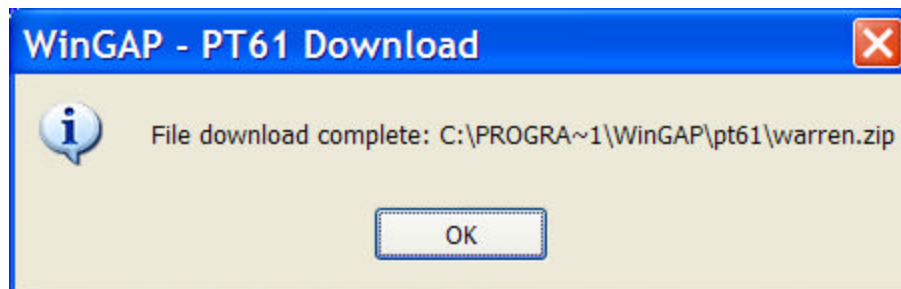 WinGAP - PT61 Download
File download complete: C:\PROGRA~1\WinGAP\pt61\warren.zip
OK